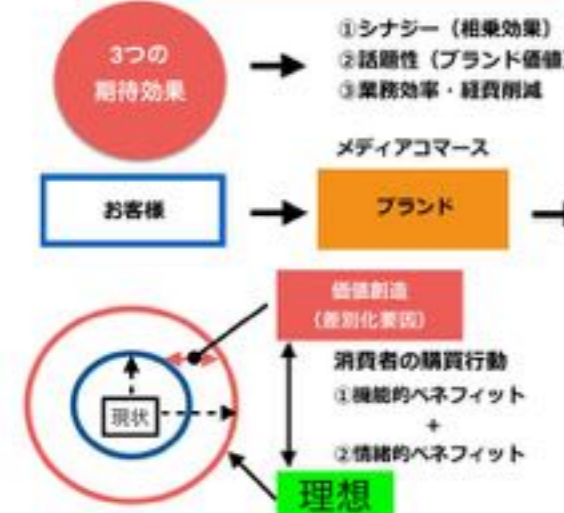 3つの
期待効果
①シナジー（相乗効果）
②話題性（ブランド価値
③業務効率・経費削減
メディアコマース
お客様
ブランド
価値創造
（差別化要因）
現状
消費者の購買行動
①機能的ベネフィット
+
②情緒的ベネフィット
理想